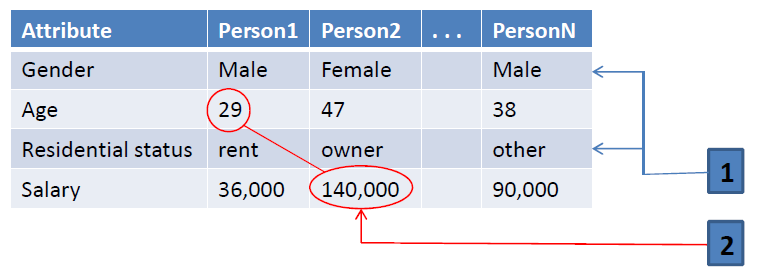 Attribute Person1 Person2 . . . PersonN
Gender Male Female Male
Age 29 47 38
Residential status rent owner other
Salary 36,000 140,000 90,000
1
2